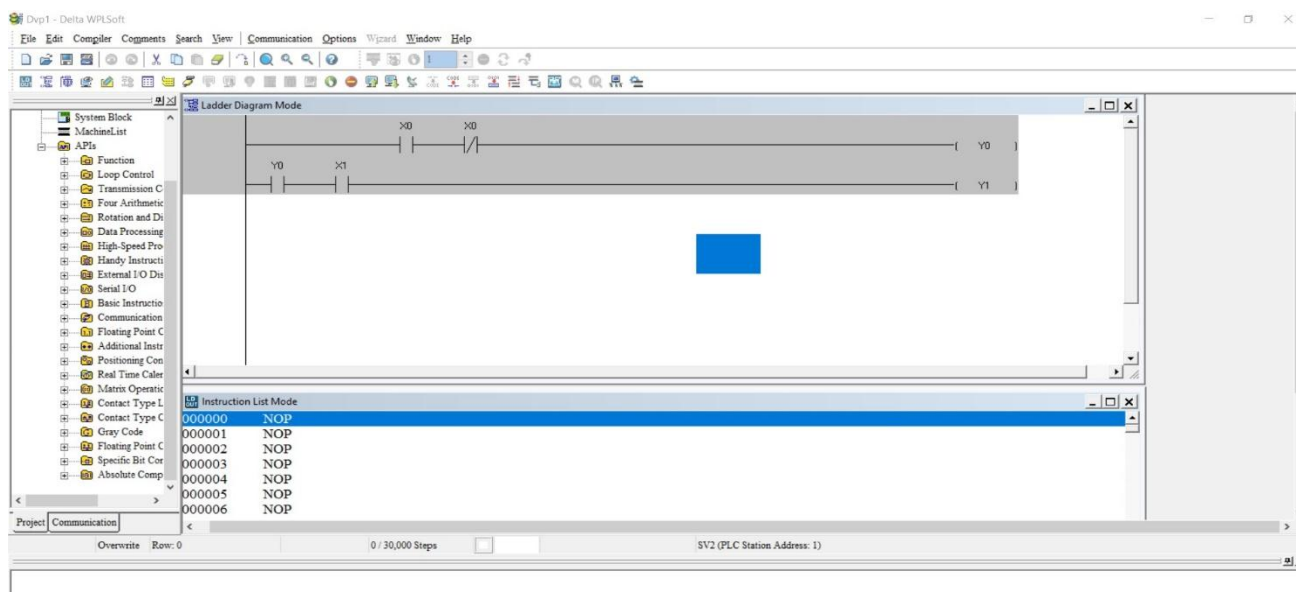 Dvp1 - Delta WPLSoft
File Edit Compiler Comments Search View Communication Options Wizard Window Help
1
System Block
MachineList
APIs
Function
Loop Control
Transmission C
Four Arithmetic
Rotation and Di
Data Processing
High-Speed Pro
Handy Instructi
External I/O Dis
Serial I/O
Basic Instructio
Communication
Floating Point C
Additional Instr
Positioning Con
Real Time Caler
Matrix Operatic
Contact Type L
Contact Type C
Gray Code
Floating Point C
Specific Bit Cor
Absolute Comp
Project Communication
Ladder Diagram Mode
X0 X0
Y0
Y0 X1
Y1
Instruction List Mode
000000 NOP
000001 NOP
000002 NOP
000003 NOP
000004 NOP
000005 NOP
000006 NOP
Overwrite Row: 0 0 / 30,000 Steps SV2 (PLC Station Address: 1)